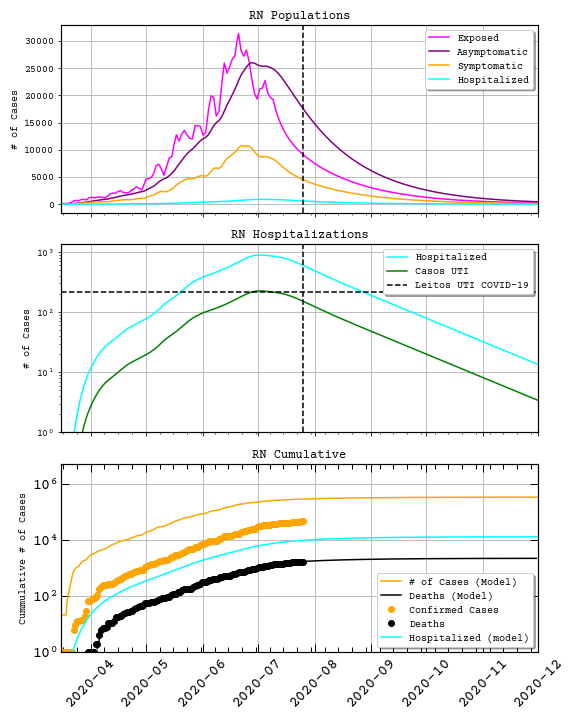 RN Populations
# of Cases
30000
25000
20000
15000
10000
5000
0
Exposed
Asymptomatic
Symptomatic
Hospitalized
RN Hospitalizations
# of Cases
10³
10²
10¹
10⁰
Hospitalized
Casos UTI
Leitos UTI COVID-19
RN Cumulative
Cummulative # of Cases
10⁶
10⁴
10²
10⁰
# of Cases (Model)
Deaths (Model)
Confirmed Cases
Deaths
Hospitalized (model)
2020-04
2020-05
2020-06
2020-07
2020-08
2020-09
2020-10
2020-11
2020-12